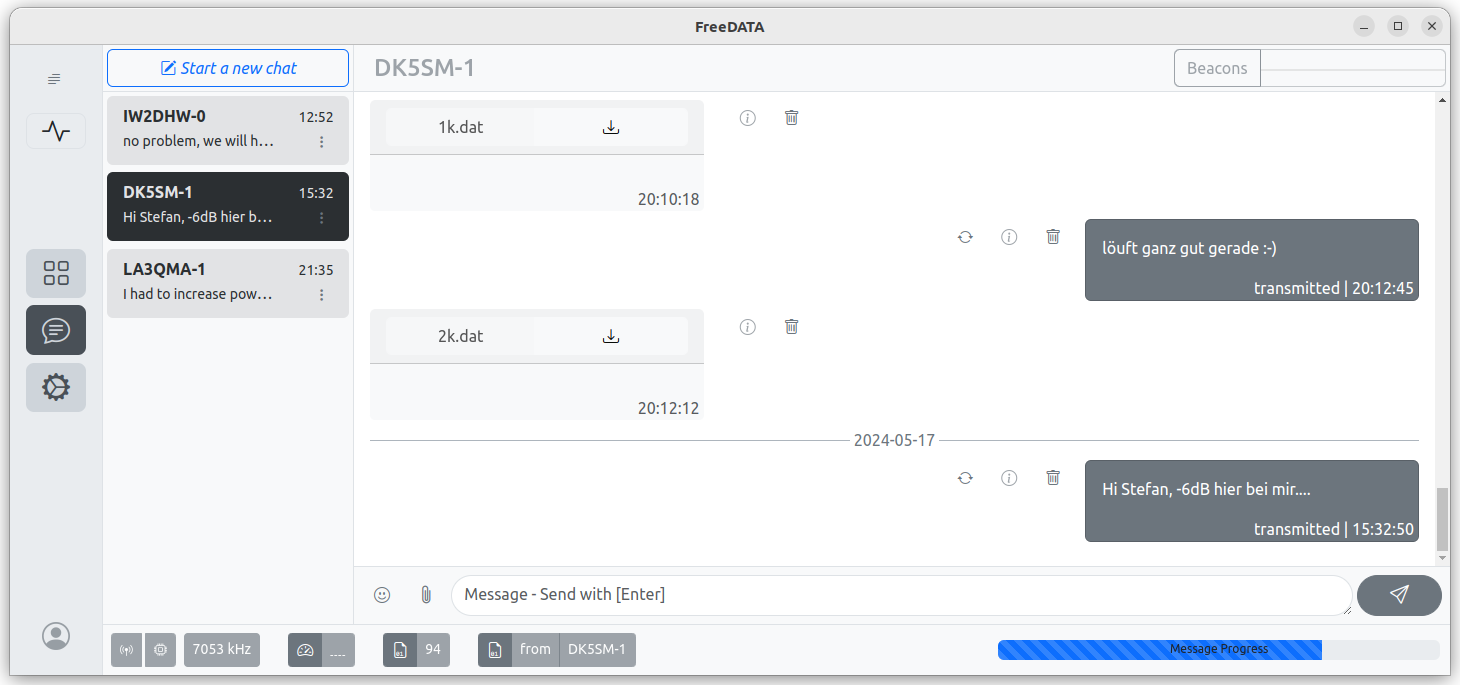 FreeDATA
Start a new chat
IW2DHW-0 12:52
no problem, we will h...
DK5SM-1 15:32
Hi Stefan, -6dB hier b...
LA3QMA-1 21:35
I had to increase pow...
DK5SM-1
Beacons
1k.dat
20:10:18
löuft ganz gut gerade :-)
transmitted | 20:12:45
2k.dat
20:12:12
2024-05-17
Hi Stefan, -6dB hier bei mir....
transmitted | 15:32:50
Message - Send with [Enter]
7053 kHz
....
01 94
01 from DK5SM-1
Message Progress